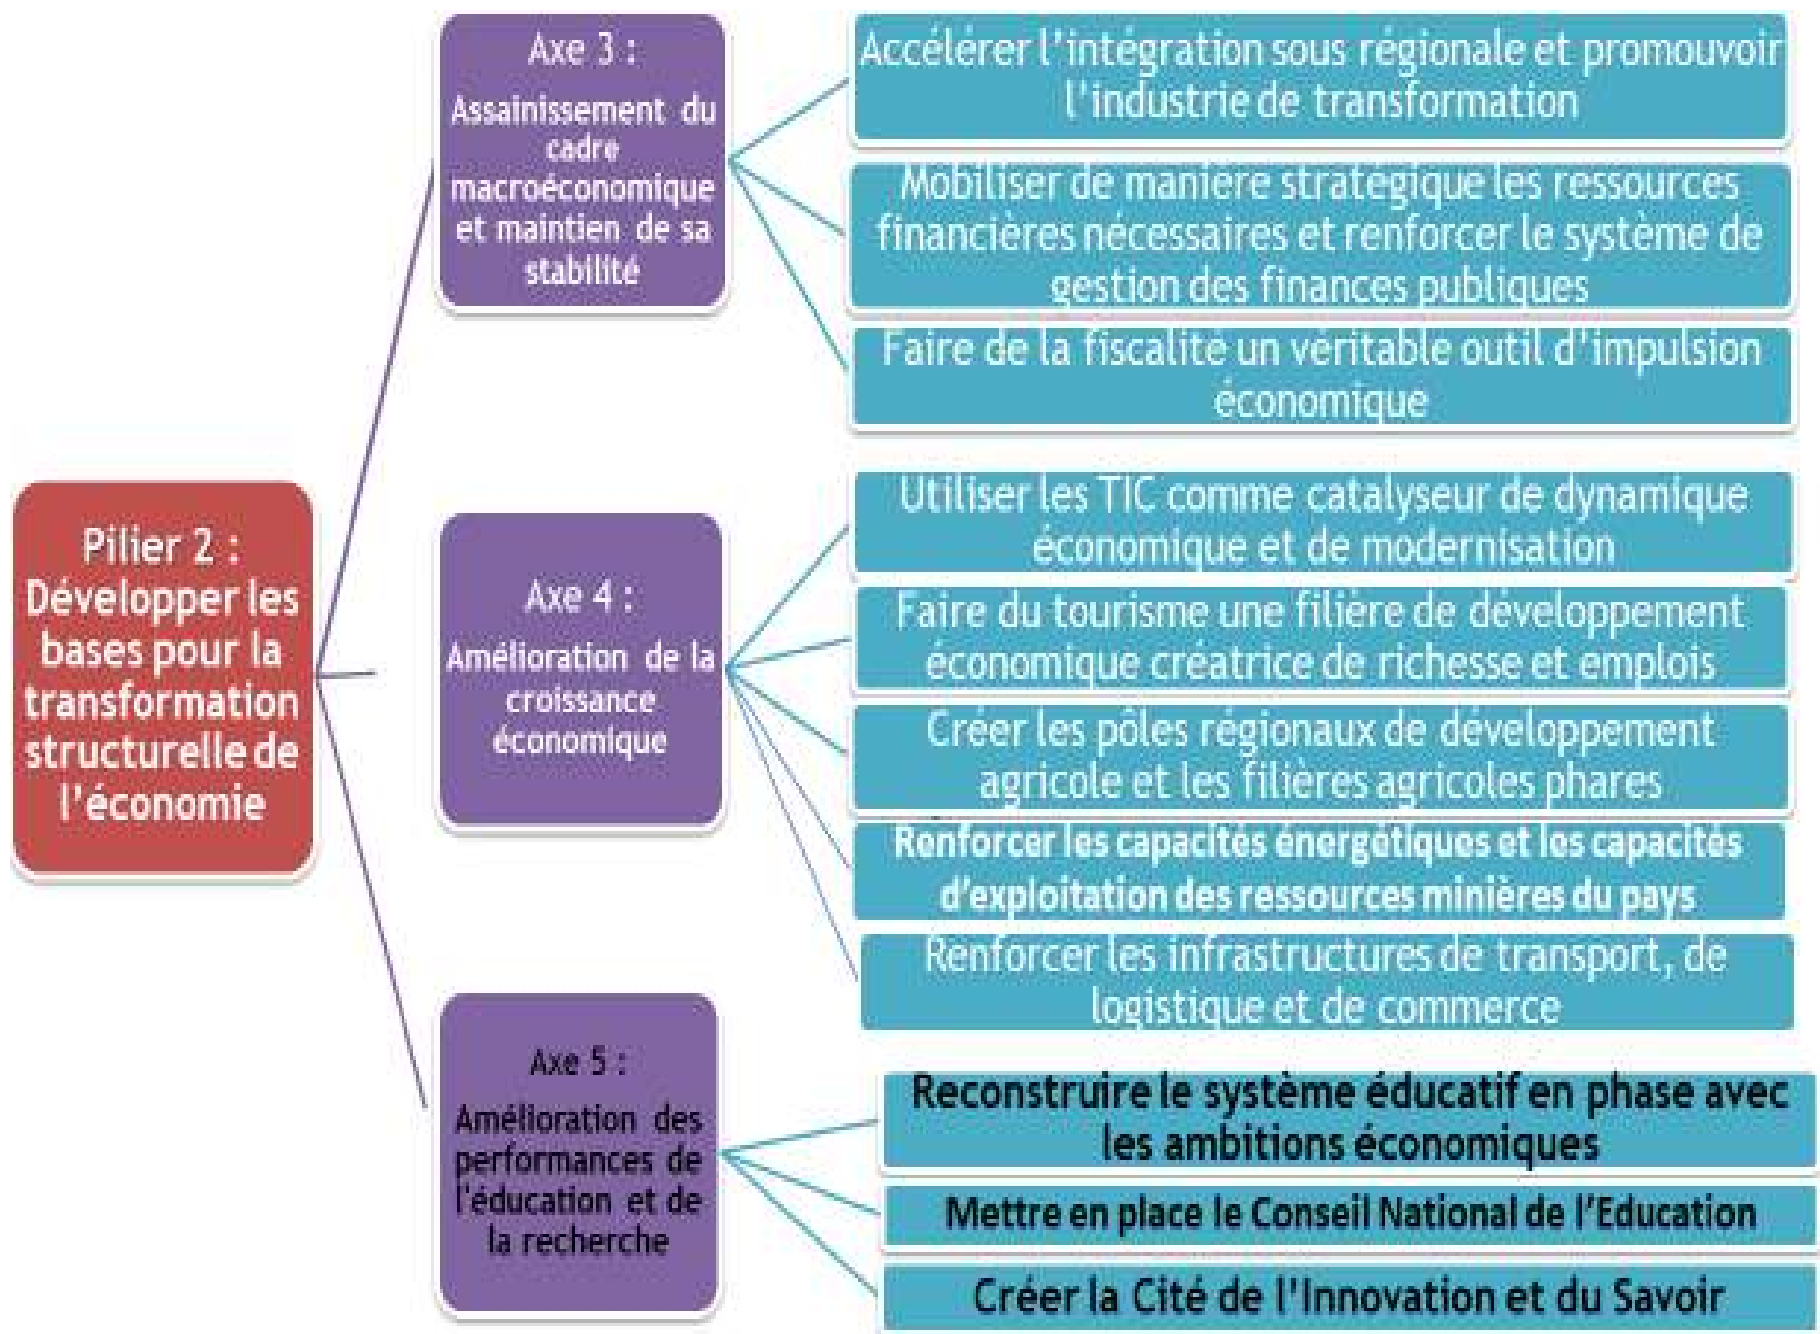 Pilier 2 :
Développer les
bases pour la
transformation
structurelle de
l'économie
Axe 3 :
Assainissement du
cadre
macroéconomique
et maintien de sa
stabilité
Accélérer l'intégration sous régionale et promouvoir
l'industrie de transformation
Mobiliser de manière stratégique les ressources
financières nécessaires et renforcer le système de
gestion des finances publiques
Faire de la fiscalité un véritable outil d'impulsion
économique
Axe 4 :
Amélioration de la
croissance
économique
Utiliser les TIC comme catalyseur de dynamique
économique et de modernisation
Faire du tourisme une filière de développement
économique créatrice de richesse et emplois
Créer les pôles régionaux de développement
agricole et les filières agricoles phares
Renforcer les capacités énergétiques et les capacités
d'exploitation des ressources minières du pays
Renforcer les infrastructures de transport, de
logistique et de commerce
Axe 5 :
Amélioration des
performances de
l'éducation et de
la recherche
Reconstruire le système éducatif en phase avec
les ambitions économiques
Mettre en place le Conseil National de l'Education
Créer la Cité de l'Innovation et du Savoir